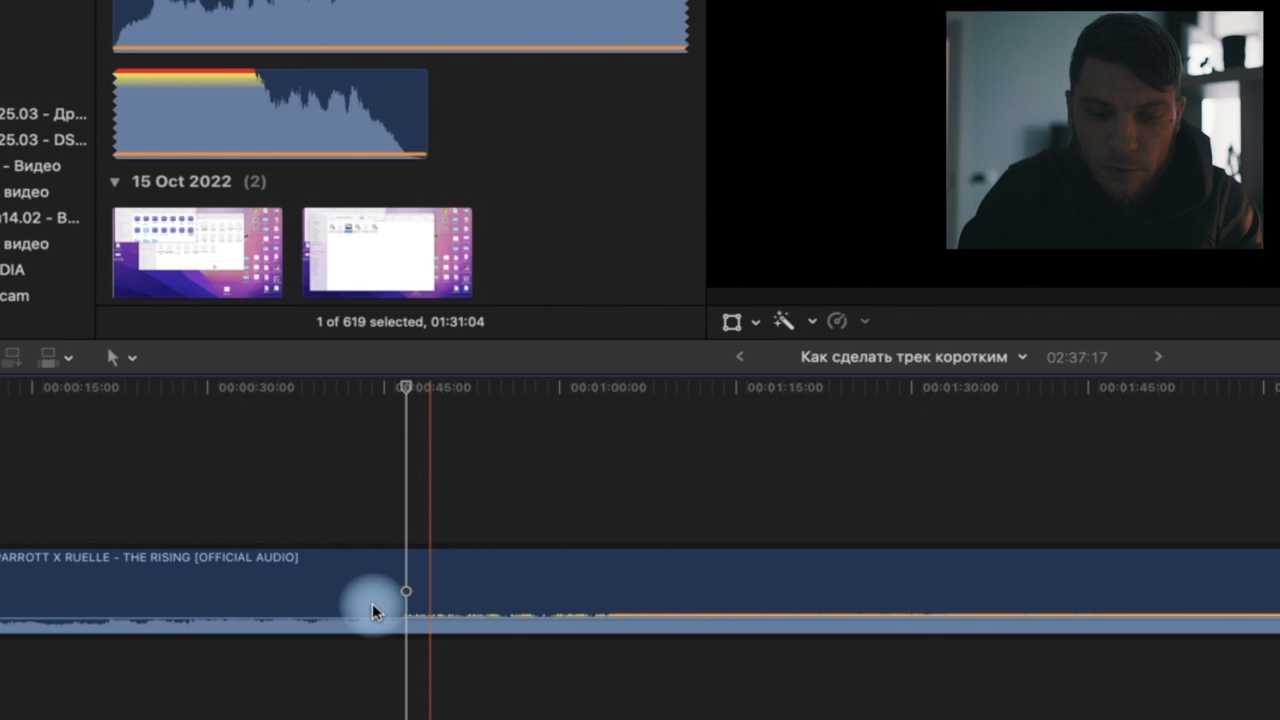 25.03 - Др...
25.03 - DS...
- Видео
видео
14.02 - В...
видео
DIA
cam
15 Oct 2022 (2)
1 of 619 selected, 01:31:04
Как сделать трек коротким
02:37:17
00:00:15:00
00:00:30:00
00:00:45:00
00:01:00:00
00:01:15:00
00:01:30:00
00:01:45:00
PARROTT X RUELLE - THE RISING [OFFICIAL AUDIO]